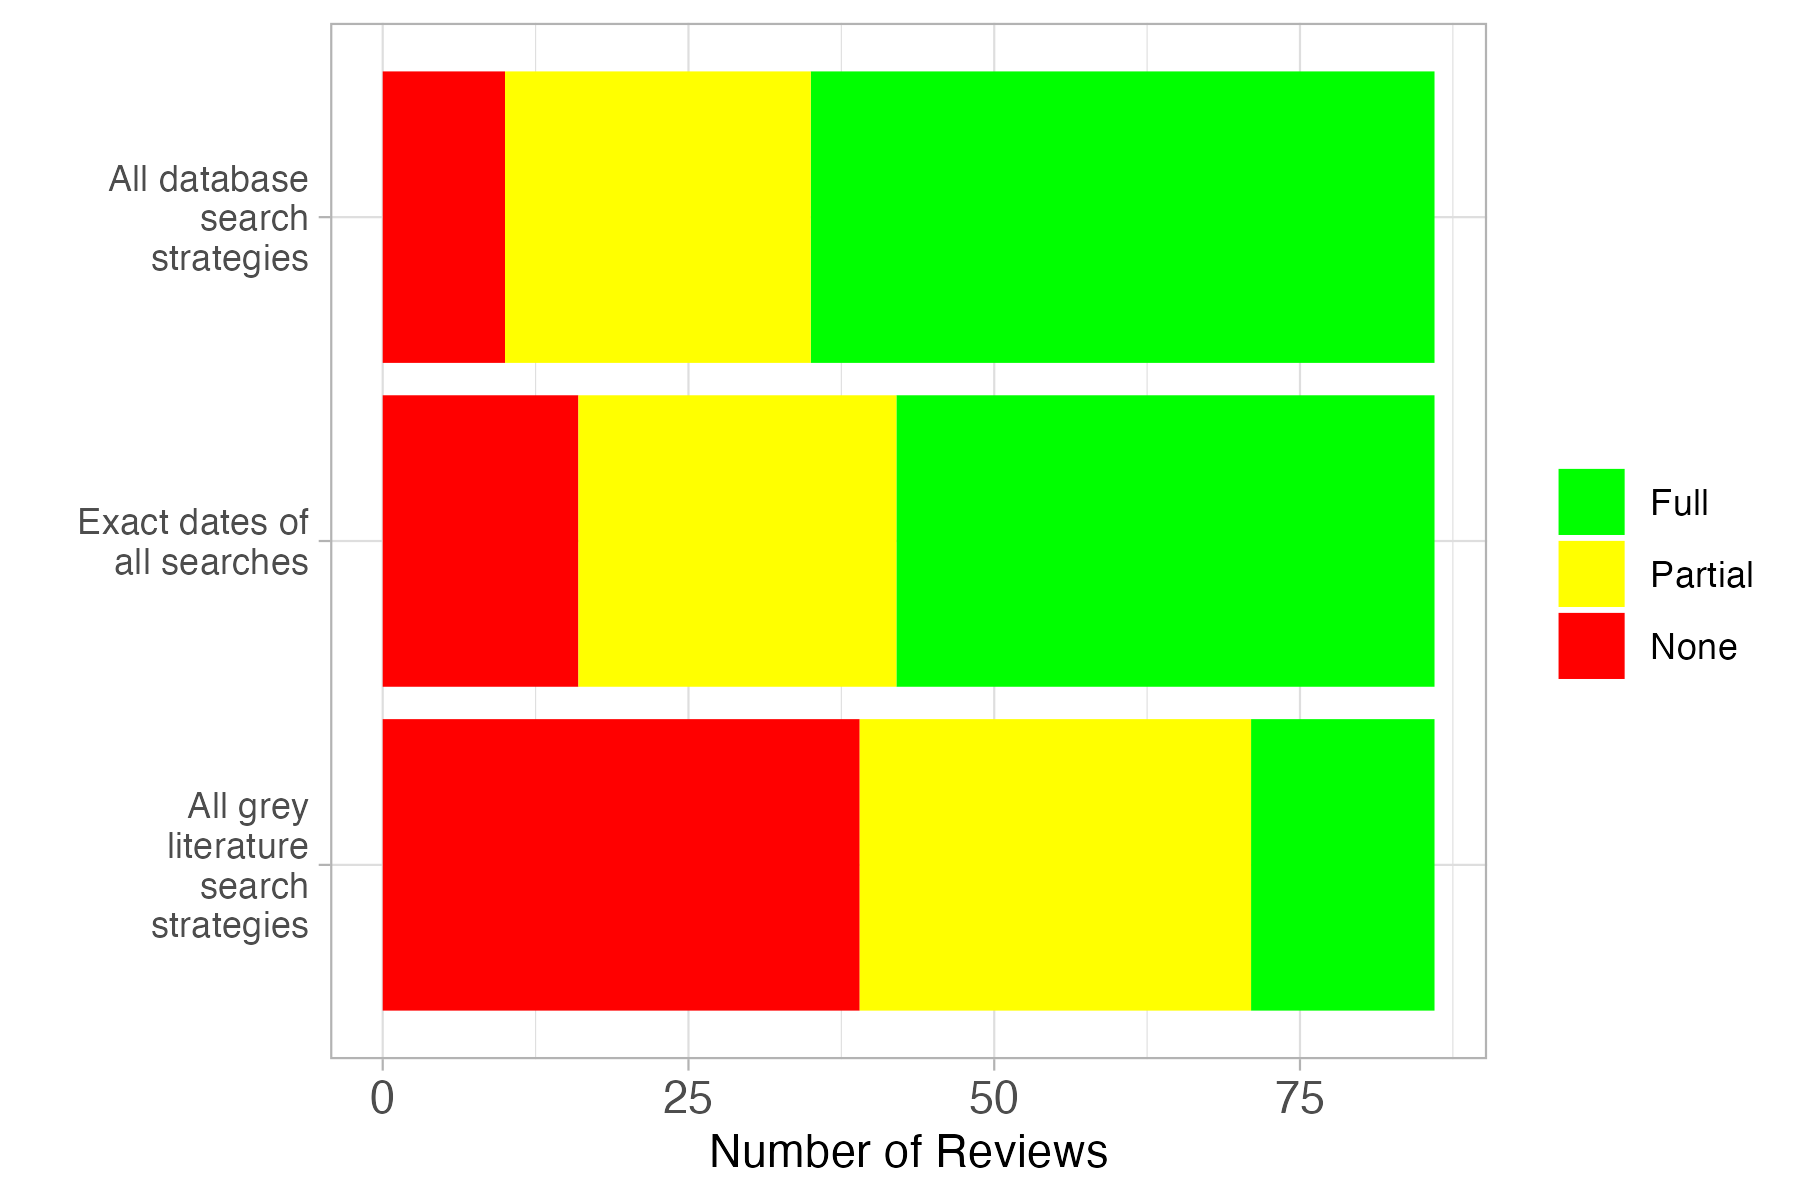 All database
search
strategies
Exact dates of
all searches
All grey
literature
search
strategies
0 25 50 75
Number of Reviews
Full
Partial
None